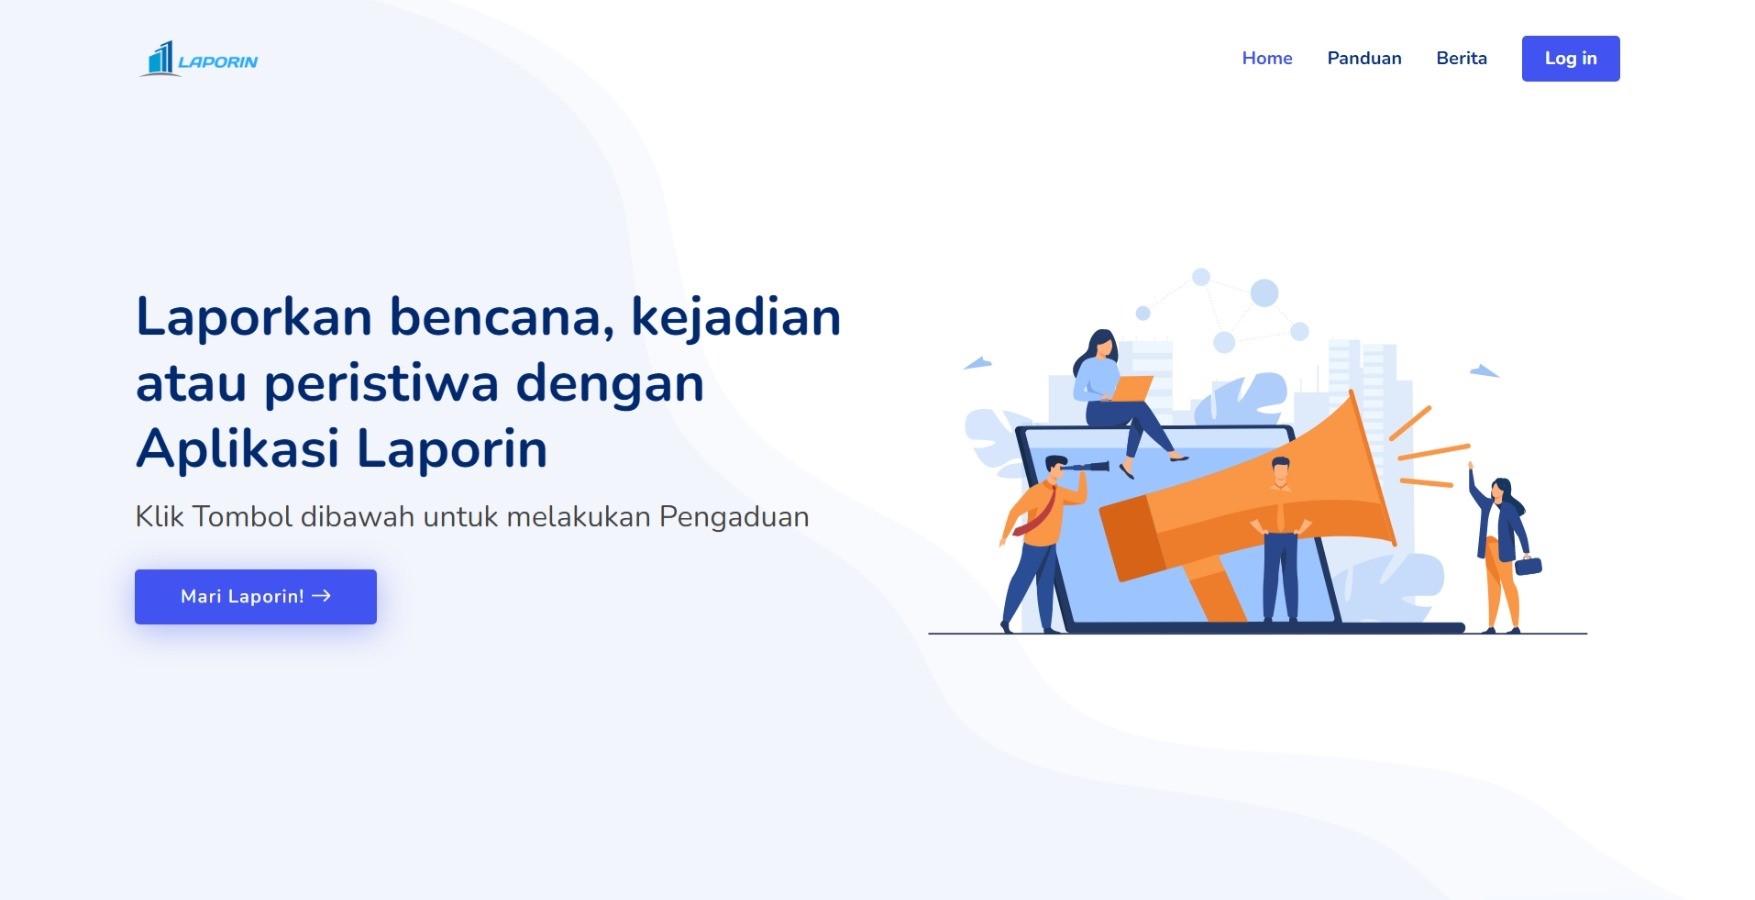 LAPORIN
Home
Panduan
Berita
Log in
Laporkan bencana, kejadian
atau peristiwa dengan
Aplikasi Laporin
Klik Tombol dibawah untuk melakukan Pengaduan
Mari Laporin! →